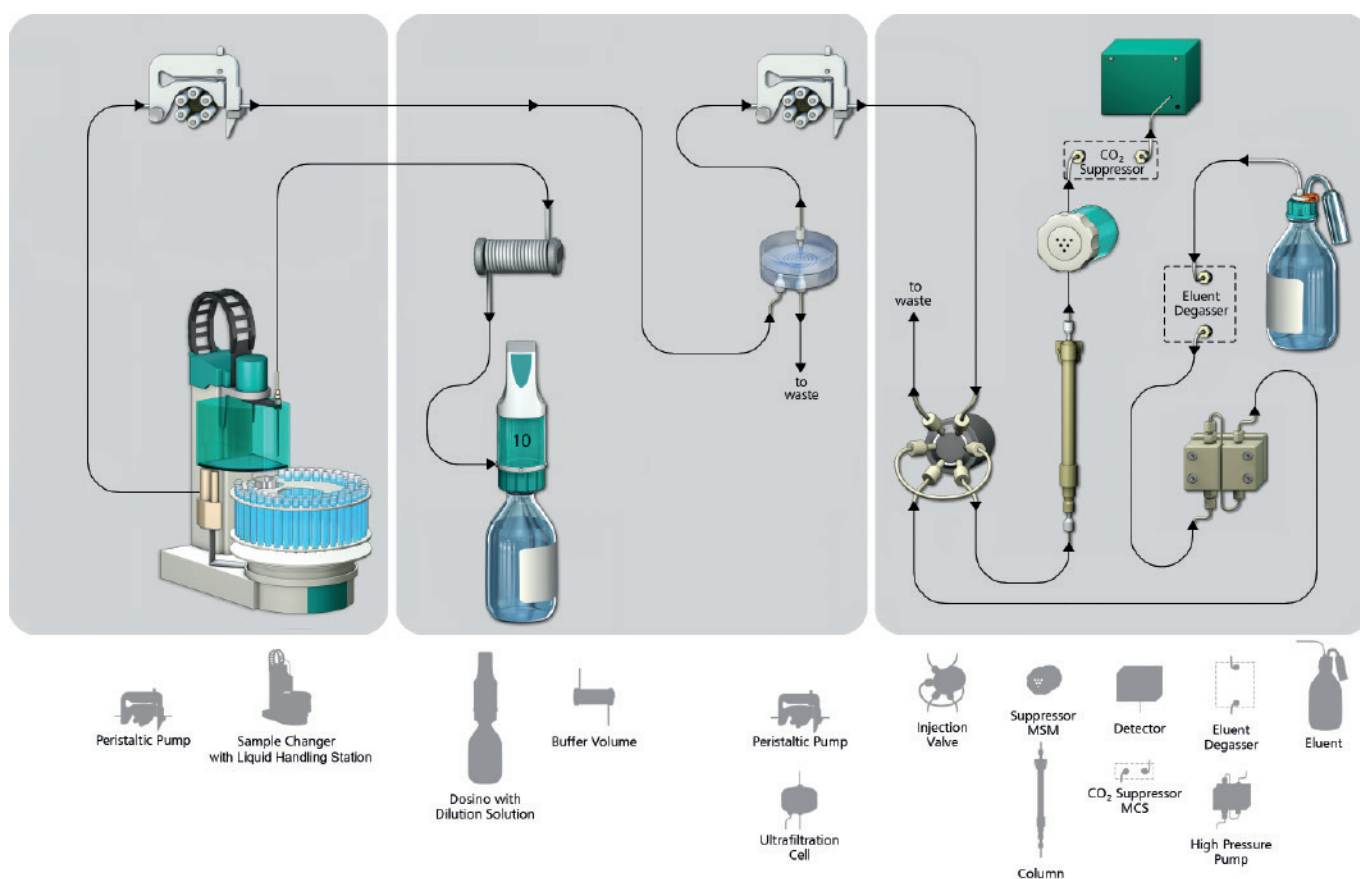 CO2
Suppressor
Eluent
Degasser
to
waste
to
waste
10
Peristaltic Pump
Sample Changer
with Liquid Handling Station
Dosino with
Dilution Solution
Buffer Volume
Peristaltic Pump
Ultrafiltration
Cell
Injection
Valve
Suppressor
MSM
Column
Detector
CO2 Suppressor
MCS
Eluent
Degasser
High Pressure
Pump
Eluent